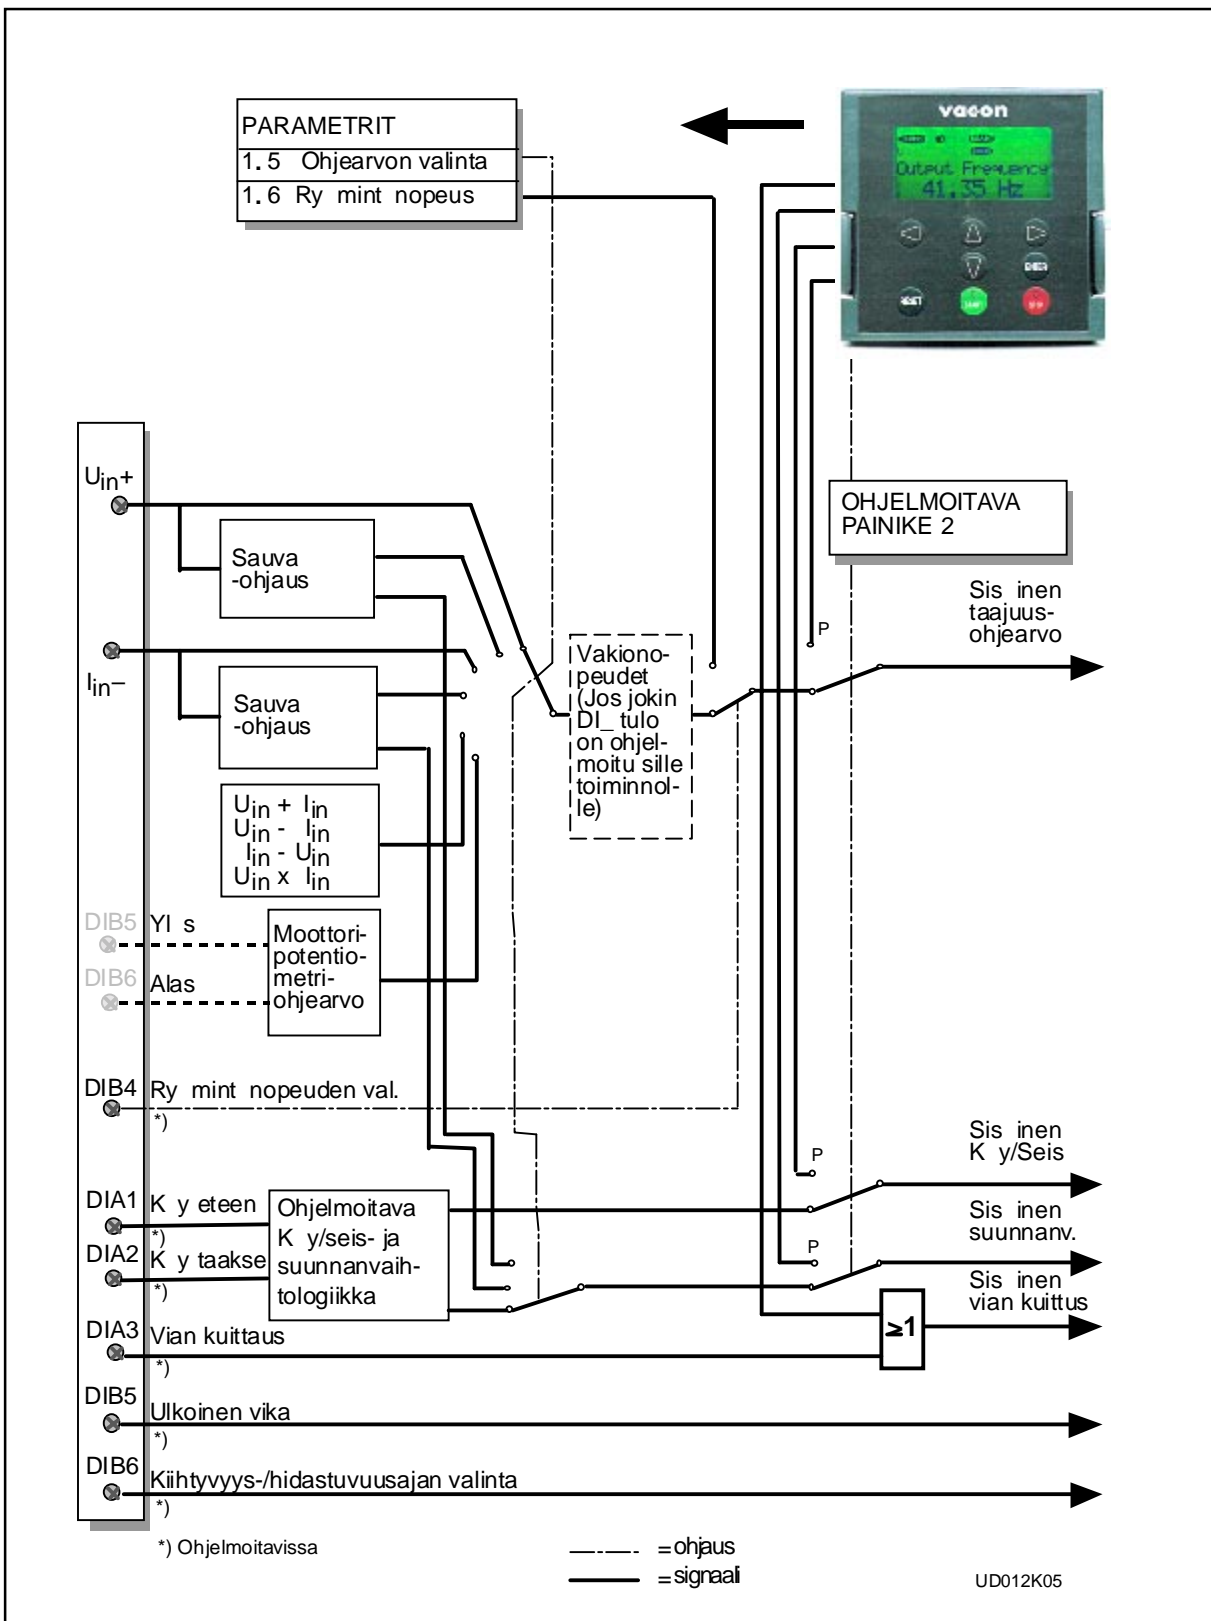 vacon
Output Frequency
41.35 Hz
RESET
ENTER
PARAMETRIT
1.5 Ohjearvon valinta
1.6 Ry mint nopeus
OHJELMOITAVA
PAINIKE 2
Uin+
Sauva
-ohjaus
Iin–
Sauva
-ohjaus
Uin + Iin
Uin - Iin
Iin - Uin
Uin x Iin
Vakiono-
peudet
(Jos jokin
DI_ tulo
on ohjel-
moitu sille
toiminnol-
le)
P
Sis inen
taajuus-
ohjearvo
DIB5 Yl s
DIB6 Alas
Moottori-
potentio-
metri-
ohjearvo
DIB4 Ry mint nopeuden val.
*)
DIA1 K y eteen
*)
DIA2 K y taakse
*)
Ohjelmoitava
K y/seis- ja
suunnanvaih-
tologiikka
P
Sis inen
K y/Seis
P
Sis inen
suunnanv.
Sis inen
vian kuittus
≥1
DIA3 Vian kuittaus
*)
DIB5 Ulkoinen vika
*)
DIB6 Kiihtyvyys-/hidastuvuusajan valinta
*)
*) Ohjelmoitavissa
=ohjaus
=signaali
UD012K05